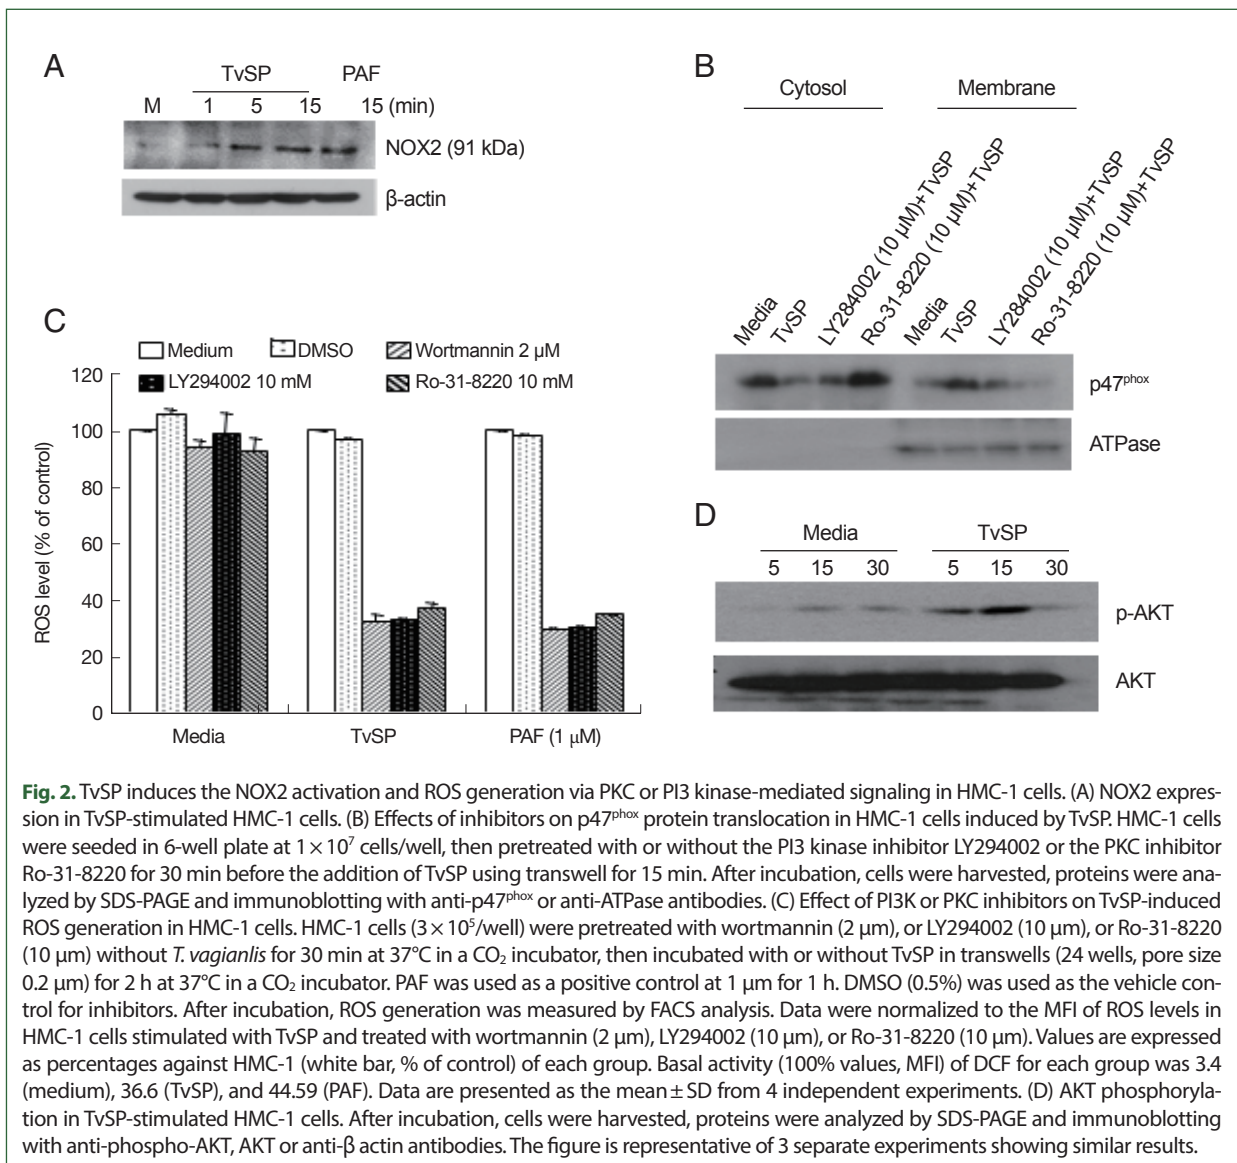 A
TvSP PAF
M 1 5 15 15 (min)
NOX2 (91 kDa)
β-actin
B
Cytosol Membrane
Media
TvSP
LY284002 (10 μM)+TvSP
Ro-31-8220 (10 μM)+TvSP
Media
TvSP
LY284002 (10 μM)+TvSP
Ro-31-8220 (10 μM)+TvSP
p47phox
ATPase
C
Medium DMSO Wortmannin 2 μM
LY294002 10 mM Ro-31-8220 10 mM
ROS level (% of control)
120
100
80
60
40
20
0
Media TvSP PAF (1 μM)
D
Media TvSP
5 15 30 5 15 30
p-AKT
AKT
Fig. 2. TvSP induces the NOX2 activation and ROS generation via PKC or PI3 kinase-mediated signaling in HMC-1 cells. (A) NOX2 expres-
sion in TvSP-stimulated HMC-1 cells. (B) Effects of inhibitors on p47phox protein translocation in HMC-1 cells induced by TvSP. HMC-1 cells
were seeded in 6-well plate at 1×10⁷ cells/well, then pretreated with or without the PI3 kinase inhibitor LY294002 or the PKC inhibitor
Ro-31-8220 for 30 min before the addition of TvSP using transwell for 15 min. After incubation, cells were harvested, proteins were ana-
lyzed by SDS-PAGE and immunoblotting with anti-p47phox or anti-ATPase antibodies. (C) Effect of PI3K or PKC inhibitors on TvSP-induced
ROS generation in HMC-1 cells. HMC-1 cells (3×10⁵/well) were pretreated with wortmannin (2 μm), or LY294002 (10 μm), or Ro-31-8220
(10 μm) without T. vagianlis for 30 min at 37°C in a CO₂ incubator, then incubated with or without TvSP in transwells (24 wells, pore size
0.2 μm) for 2 h at 37°C in a CO₂ incubator. PAF was used as a positive control at 1 μm for 1 h. DMSO (0.5%) was used as the vehicle con-
trol for inhibitors. After incubation, ROS generation was measured by FACS analysis. Data were normalized to the MFI of ROS levels in
HMC-1 cells stimulated with TvSP and treated with wortmannin (2 μm), LY294002 (10 μm), or Ro-31-8220 (10 μm). Values are expressed
as percentages against HMC-1 (white bar, % of control) of each group. Basal activity (100% values, MFI) of DCF for each group was 3.4
(medium), 36.6 (TvSP), and 44.59 (PAF). Data are presented as the mean±SD from 4 independent experiments. (D) AKT phosphoryla-
tion in TvSP-stimulated HMC-1 cells. After incubation, cells were harvested, proteins were analyzed by SDS-PAGE and immunoblotting
with anti-phospho-AKT, AKT or anti-β actin antibodies. The figure is representative of 3 separate experiments showing similar results.